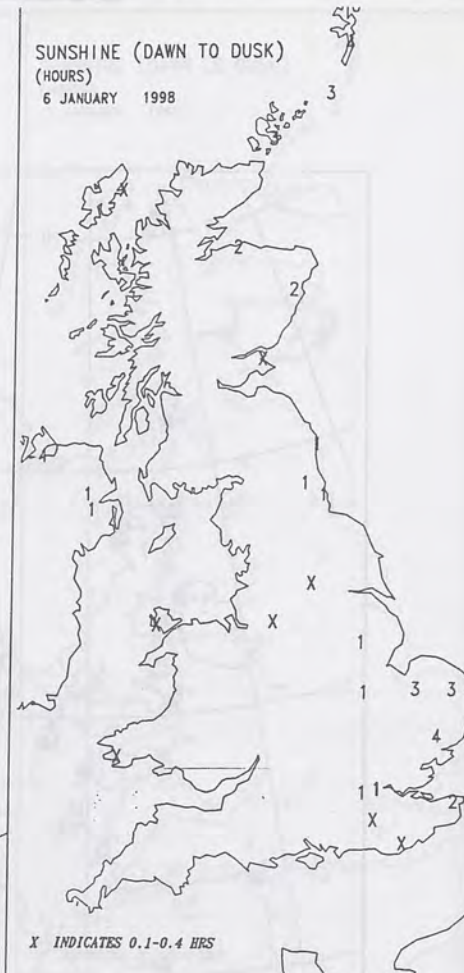 SUNSHINE (DAWN TO DUSK)
(HOURS)
6 JANUARY 1998
3
X
2
2
X
1
1
1
1
X
X
X
1
1
3
3
4
X
1
1
2
X
X
X INDICATES 0.1-0.4 HRS